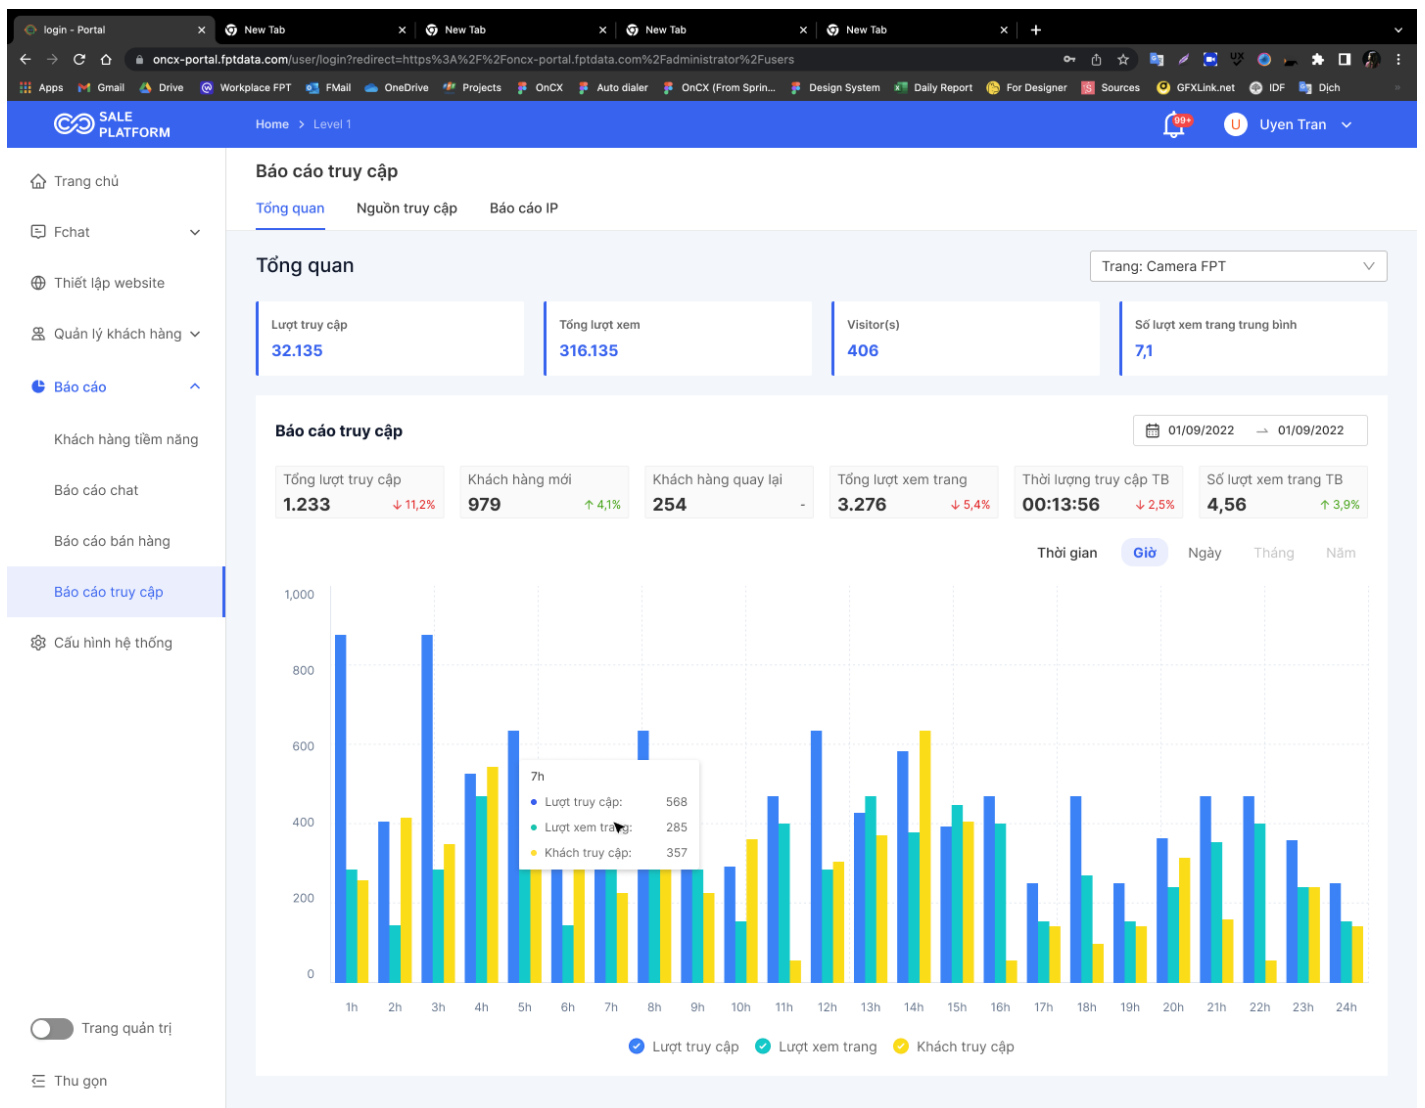 login - Portal
New Tab
New Tab
New Tab
New Tab
oncx-portal.fptdata.com/user/login?redirect=https%3A%2F%2Foncx-portal.fptdata.com%2Fadministrator%2Fusers
Apps
Gmail
Drive
Workplace FPT
FMail
OneDrive
Projects
OnCX
Auto dialer
OnCX (From Sprin...
Design System
Daily Report
For Designer
Sources
GFXLink.net
IDF
Dịch
SALE
PLATFORM
Home > Level 1
99+
U
Uyen Tran
Trang chủ
Fchat
Thiết lập website
Quản lý khách hàng
Báo cáo
Khách hàng tiềm năng
Báo cáo chat
Báo cáo bán hàng
Báo cáo truy cập
Cấu hình hệ thống
Trang quản trị
Thu gọn
Báo cáo truy cập
Tổng quan
Nguồn truy cập
Báo cáo IP
Tổng quan
Trang: Camera FPT
Lượt truy cập
32.135
Tổng lượt xem
316.135
Visitor(s)
406
Số lượt xem trang trung bình
7,1
Báo cáo truy cập
01/09/2022 → 01/09/2022
Tổng lượt truy cập
1.233 ↓ 11,2%
Khách hàng mới
979 ↑ 4,1%
Khách hàng quay lại
254 -
Tổng lượt xem trang
3.276 ↓ 5,4%
Thời lượng truy cập TB
00:13:56 ↓ 2,5%
Số lượt xem trang TB
4,56 ↑ 3,9%
Thời gian
Giờ
Ngày
Tháng
Năm
1,000
800
600
400
200
0
7h
Lượt truy cập: 568
Lượt xem trang: 285
Khách truy cập: 357
1h 2h 3h 4h 5h 6h 7h 8h 9h 10h 11h 12h 13h 14h 15h 16h 17h 18h 19h 20h 21h 22h 23h 24h
Lượt truy cập
Lượt xem trang
Khách truy cập